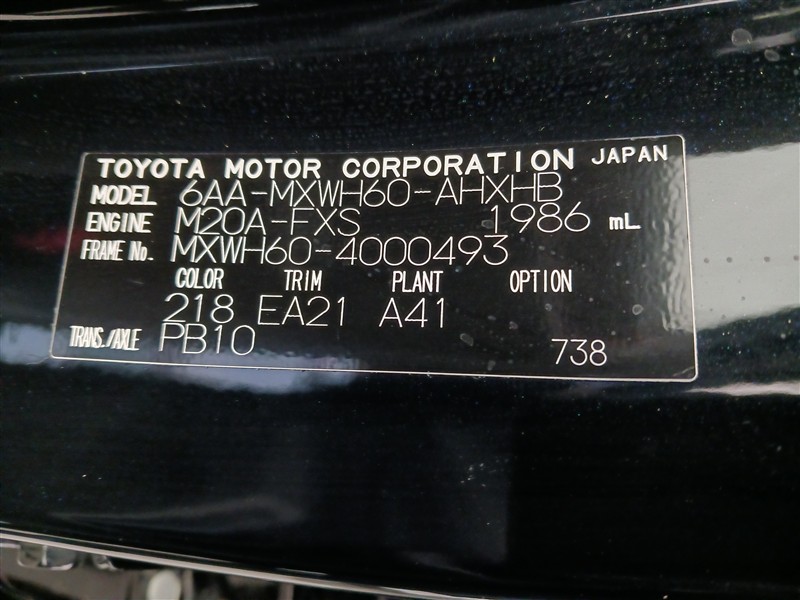 TOYOTA MOTOR CORPORATION JAPAN
MODEL 6AA-MXWH60-AHXHB
ENGINE M20A-FXS 1986 mL
FRAME No. MXWH60-4000493
COLOR TRIM PLANT OPTION
218 EA21 A41
TRANS./AXLE PB10 738